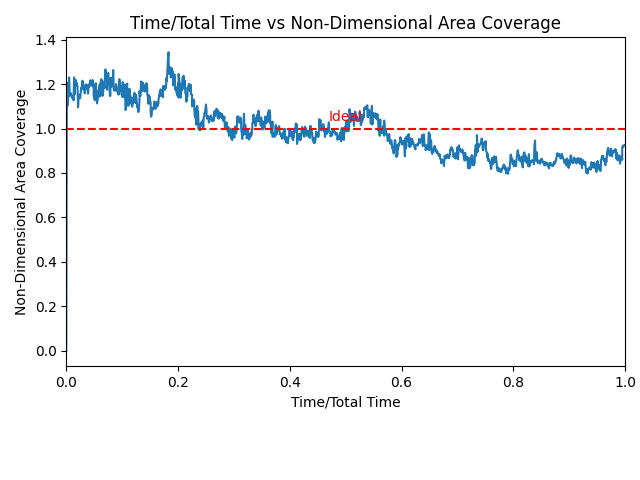 Time/Total Time vs Non-Dimensional Area Coverage
Non-Dimensional Area Coverage
1.4
1.2
1.0
0.8
0.6
0.4
0.2
0.0
Ideal
0.0 0.2 0.4 0.6 0.8 1.0
Time/Total Time